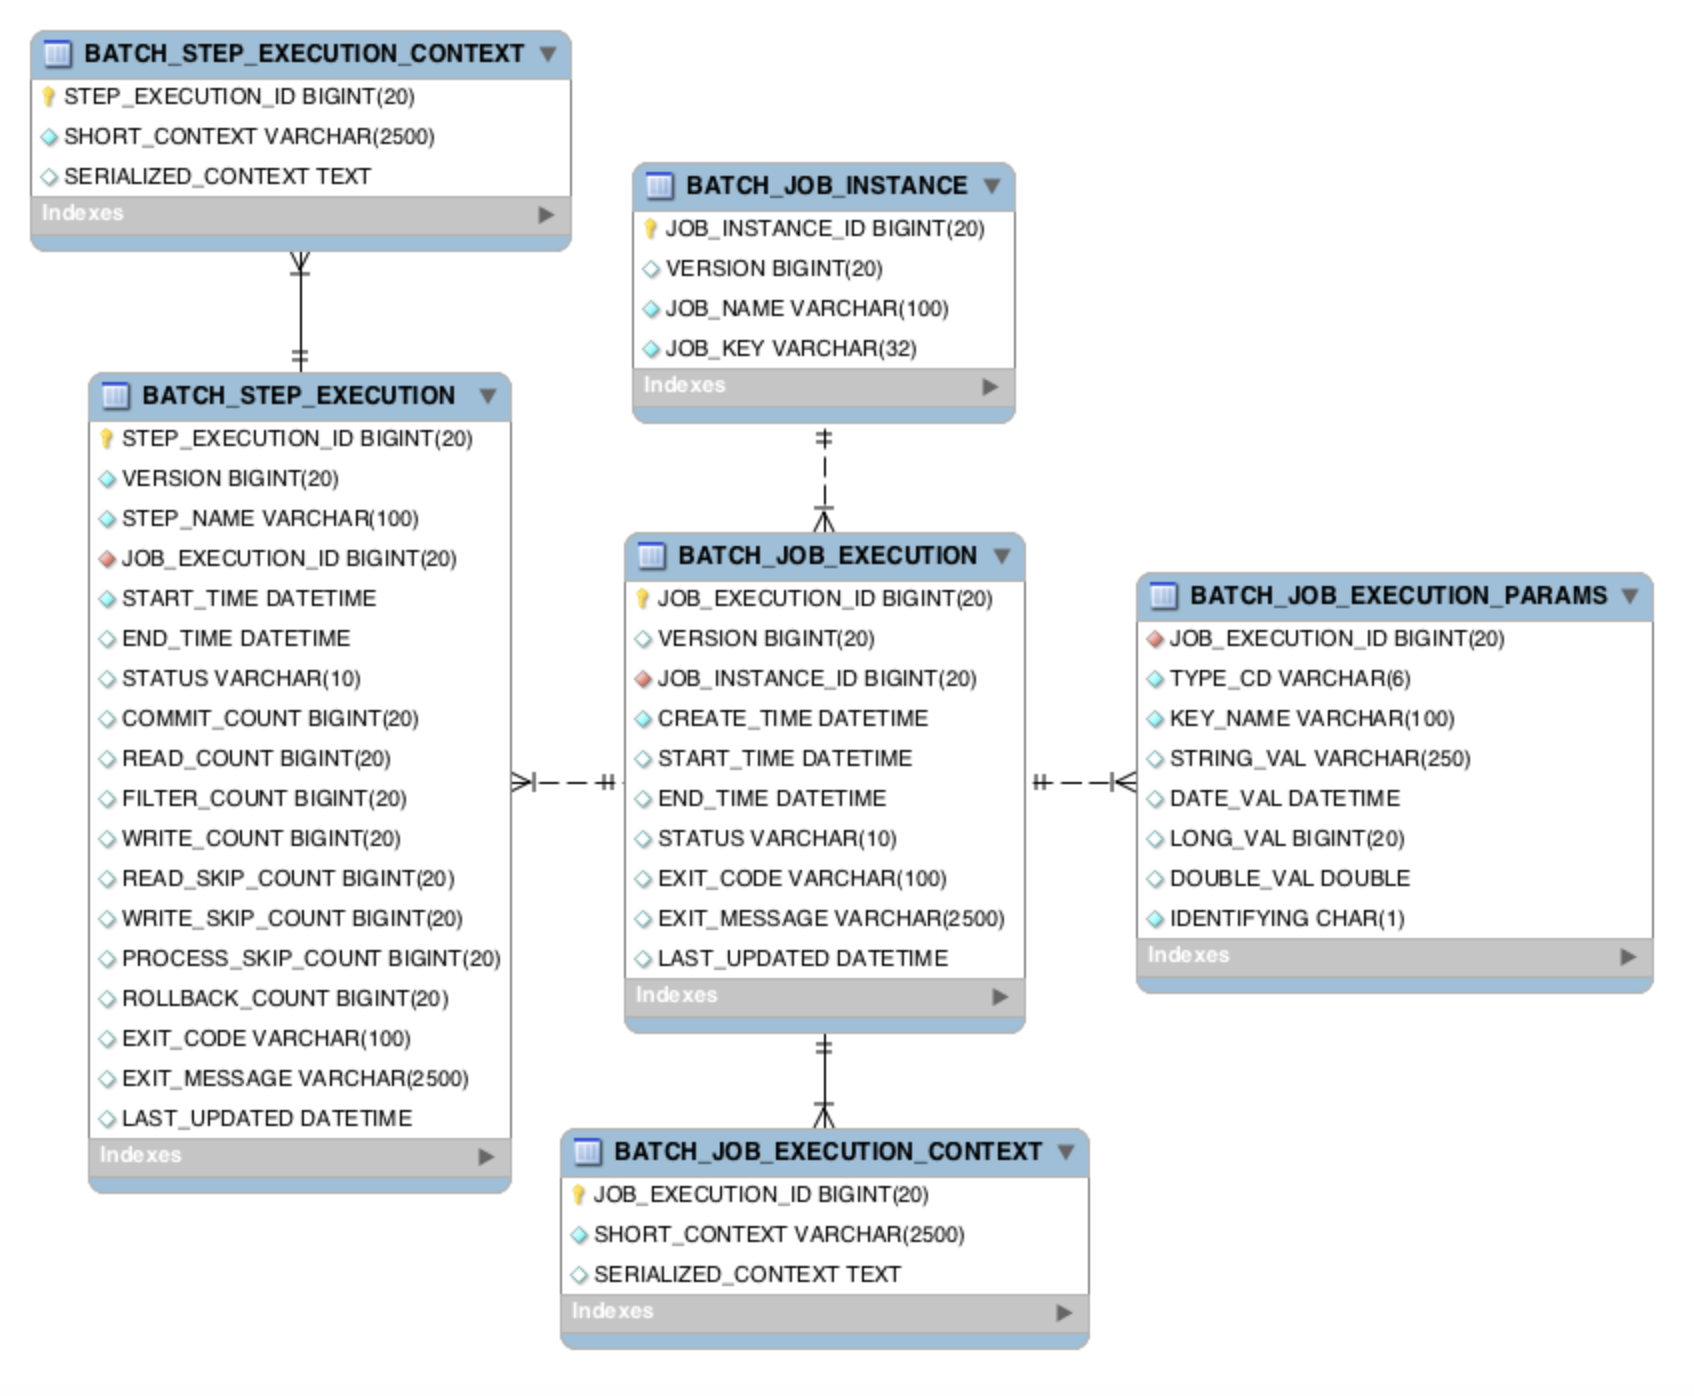 BATCH_STEP_EXECUTION_CONTEXT
STEP_EXECUTION_ID BIGINT(20)
SHORT_CONTEXT VARCHAR(2500)
SERIALIZED_CONTEXT TEXT
Indexes
BATCH_STEP_EXECUTION
STEP_EXECUTION_ID BIGINT(20)
VERSION BIGINT(20)
STEP_NAME VARCHAR(100)
JOB_EXECUTION_ID BIGINT(20)
START_TIME DATETIME
END_TIME DATETIME
STATUS VARCHAR(10)
COMMIT_COUNT BIGINT(20)
READ_COUNT BIGINT(20)
FILTER_COUNT BIGINT(20)
WRITE_COUNT BIGINT(20)
READ_SKIP_COUNT BIGINT(20)
WRITE_SKIP_COUNT BIGINT(20)
PROCESS_SKIP_COUNT BIGINT(20)
ROLLBACK_COUNT BIGINT(20)
EXIT_CODE VARCHAR(100)
EXIT_MESSAGE VARCHAR(2500)
LAST_UPDATED DATETIME
Indexes
BATCH_JOB_INSTANCE
JOB_INSTANCE_ID BIGINT(20)
VERSION BIGINT(20)
JOB_NAME VARCHAR(100)
JOB_KEY VARCHAR(32)
Indexes
BATCH_JOB_EXECUTION
JOB_EXECUTION_ID BIGINT(20)
VERSION BIGINT(20)
JOB_INSTANCE_ID BIGINT(20)
CREATE_TIME DATETIME
START_TIME DATETIME
END_TIME DATETIME
STATUS VARCHAR(10)
EXIT_CODE VARCHAR(100)
EXIT_MESSAGE VARCHAR(2500)
LAST_UPDATED DATETIME
Indexes
BATCH_JOB_EXECUTION_PARAMS
JOB_EXECUTION_ID BIGINT(20)
TYPE_CD VARCHAR(6)
KEY_NAME VARCHAR(100)
STRING_VAL VARCHAR(250)
DATE_VAL DATETIME
LONG_VAL BIGINT(20)
DOUBLE_VAL DOUBLE
IDENTIFYING CHAR(1)
Indexes
BATCH_JOB_EXECUTION_CONTEXT
JOB_EXECUTION_ID BIGINT(20)
SHORT_CONTEXT VARCHAR(2500)
SERIALIZED_CONTEXT TEXT
Indexes